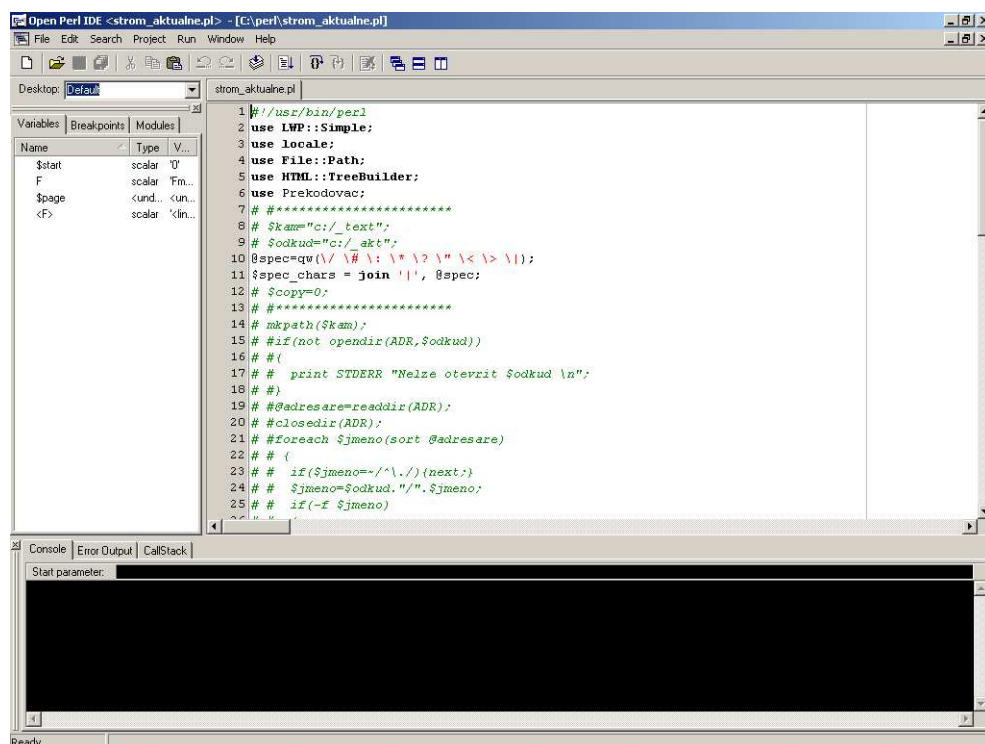 Open Perl IDE <strom_aktualne.pl> - [C:\perl\strom_aktualne.pl]
File Edit Search Project Run Window Help
Desktop: Default
strom_aktualne.pl
Variables Breakpoints Modules
Name Type V...
$start scalar '0'
F scalar 'Fm...
$page <und... <un...
<F> scalar '<lin...
1 #!/usr/bin/perl
2 use LWP::Simple;
3 use locale;
4 use File::Path;
5 use HTML::TreeBuilder;
6 use Prekodovac;
7 # #***********************
8 # $kam="c:/_text";
9 # $odkud="c:/_akt";
10 @spec=qw(\/ \# \: \* \? \" \< \> \|);
11 $spec_chars = join '|', @spec;
12 # $copy=0;
13 # #***********************
14 # mkpath($kam);
15 # #if(not opendir(ADR,$odkud))
16 # #{
17 # #  print STDERR "Nelze otevrit $odkud \n";
18 # #}
19 # #@adresare=readdir(ADR);
20 # #closedir(ADR);
21 # #foreach $jmeno(sort @adresare)
22 # # {
23 # #  if($jmeno=~/^\./){next;}
24 # #  $jmeno=$odkud."/".$jmeno;
25 # #  if(-f $jmeno)
Console Error Output CallStack
Start parameter:
Ready